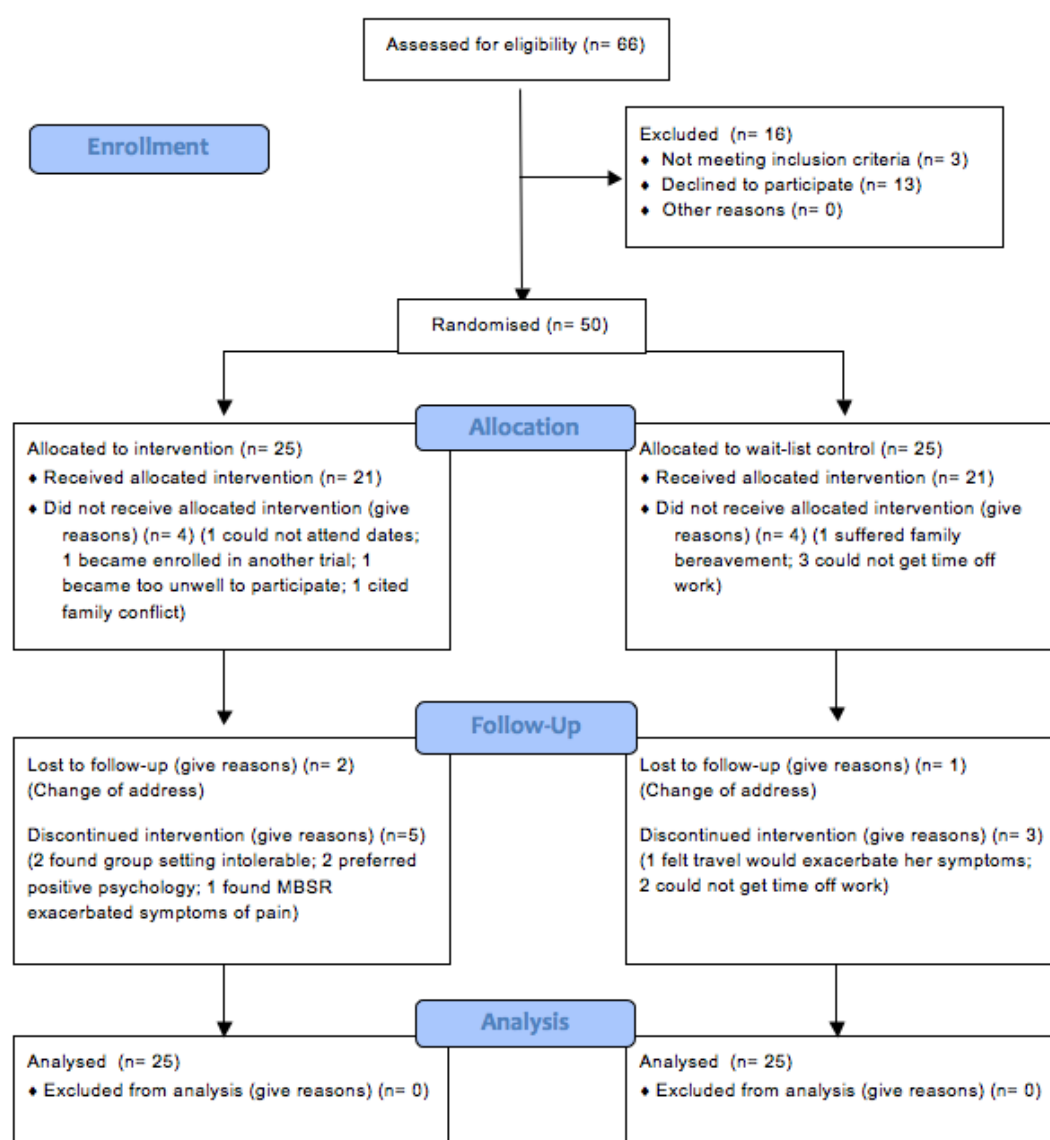 Assessed for eligibility (n= 66)
Enrollment
Excluded (n= 16)
♦ Not meeting inclusion criteria (n= 3)
♦ Declined to participate (n= 13)
♦ Other reasons (n= 0)
Randomised (n= 50)
Allocation
Allocated to intervention (n= 25)
♦ Received allocated intervention (n= 21)
♦ Did not receive allocated intervention (give
reasons) (n= 4) (1 could not attend dates;
1 became enrolled in another trial; 1
became too unwell to participate; 1 cited
family conflict)
Allocated to wait-list control (n= 25)
♦ Received allocated intervention (n= 21)
♦ Did not receive allocated intervention (give
reasons) (n= 4) (1 suffered family
bereavement; 3 could not get time off
work)
Follow-Up
Lost to follow-up (give reasons) (n= 2)
(Change of address)
Discontinued intervention (give reasons) (n=5)
(2 found group setting intolerable; 2 preferred
positive psychology; 1 found MBSR
exacerbated symptoms of pain)
Lost to follow-up (give reasons) (n= 1)
(Change of address)
Discontinued intervention (give reasons) (n= 3)
(1 felt travel would exacerbate her symptoms;
2 could not get time off work)
Analysis
Analysed (n= 25)
♦ Excluded from analysis (give reasons) (n= 0)
Analysed (n= 25)
♦ Excluded from analysis (give reasons) (n= 0)